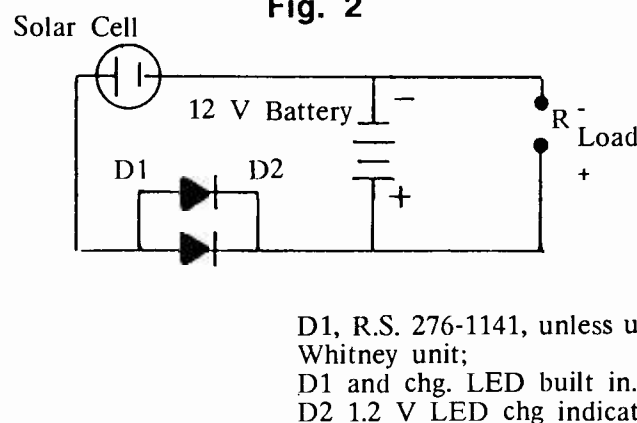 Fig. 2
Solar Cell
12 V Battery
−
R
-
Load
+
D1
D2
+
D1, R.S. 276-1141, unless u
Whitney unit;
D1 and chg. LED built in.
D2 1.2 V LED chg indicat